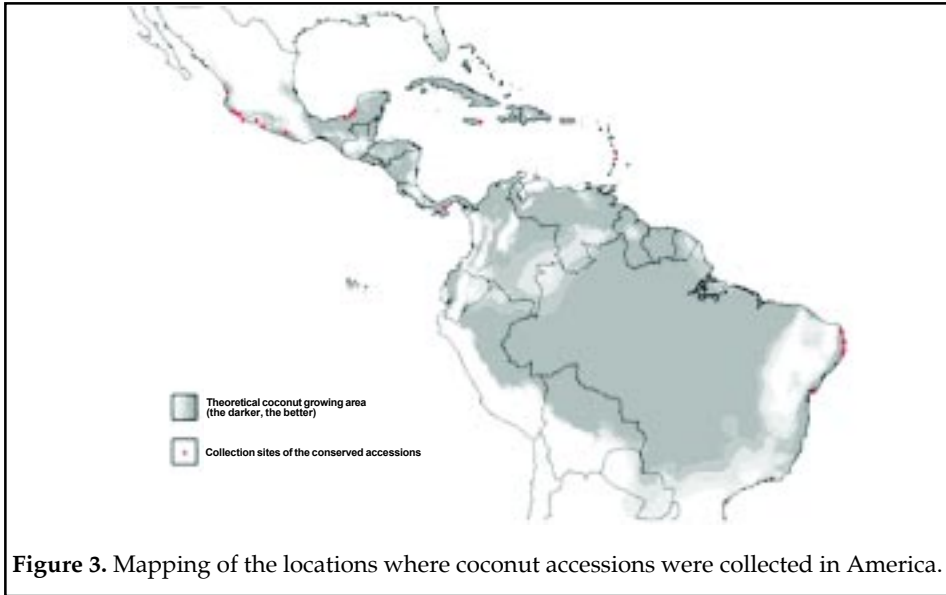 Theoretical coconut growing area
(the darker, the better)
Collection sites of the conserved accessions
Figure 3. Mapping of the locations where coconut accessions were collected in America.